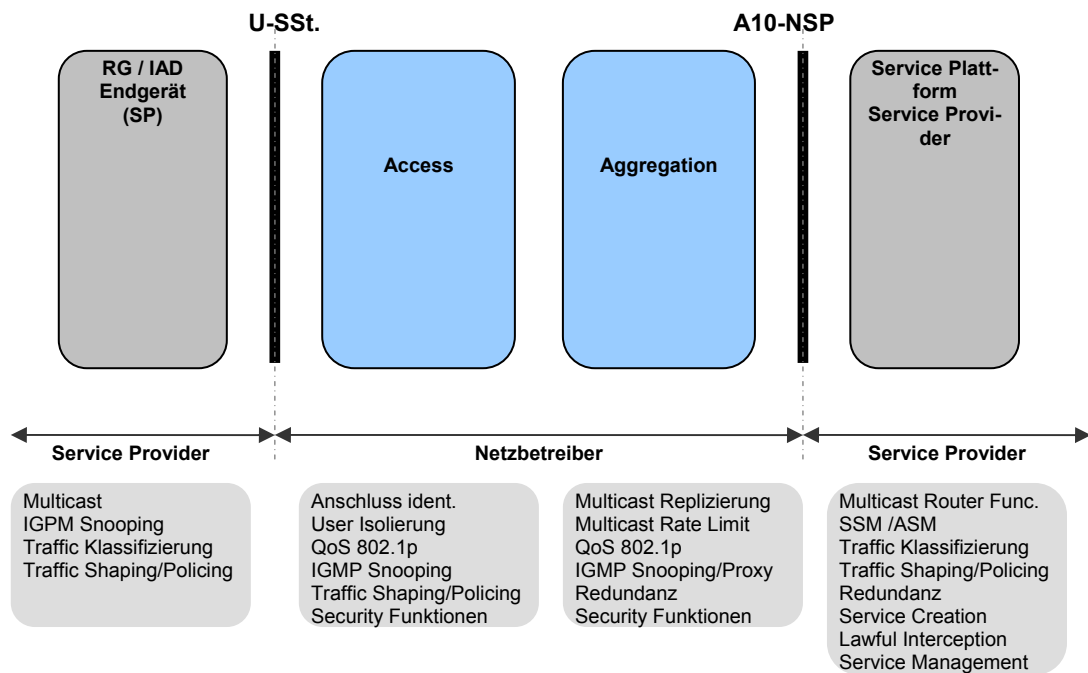 U-SSt.
A10-NSP
RG / IAD
Endgerät
(SP)
Access
Aggregation
Service Platt-
form
Service Provi-
der
Service Provider
Netzbetreiber
Service Provider
Multicast
IGPM Snooping
Traffic Klassifizierung
Traffic Shaping/Policing
Anschluss ident.
User Isolierung
QoS 802.1p
IGMP Snooping
Traffic Shaping/Policing
Security Funktionen
Multicast Replizierung
Multicast Rate Limit
QoS 802.1p
IGMP Snooping/Proxy
Redundanz
Security Funktionen
Multicast Router Func.
SSM /ASM
Traffic Klassifizierung
Traffic Shaping/Policing
Redundanz
Service Creation
Lawful Interception
Service Management